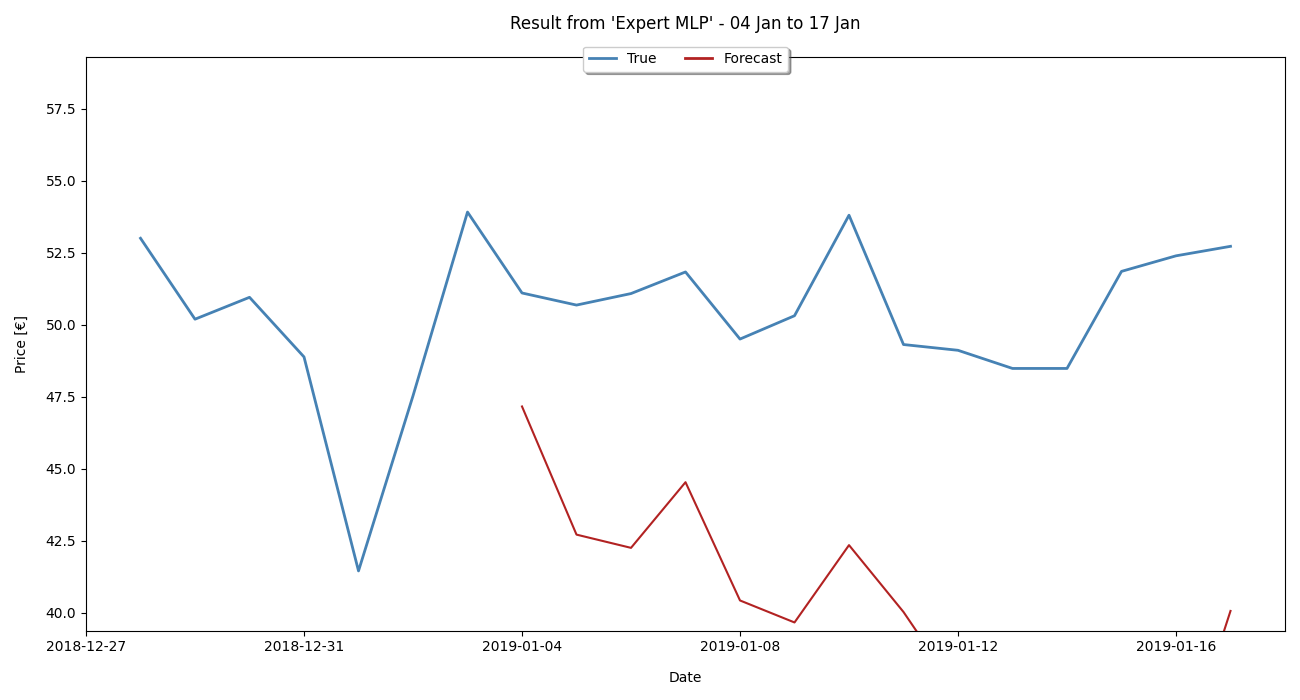 Result from 'Expert MLP' - 04 Jan to 17 Jan
True
Forecast
57.5
55.0
52.5
50.0
47.5
45.0
42.5
40.0
Price [€]
2018-12-27
2018-12-31
2019-01-04
2019-01-08
2019-01-12
2019-01-16
Date